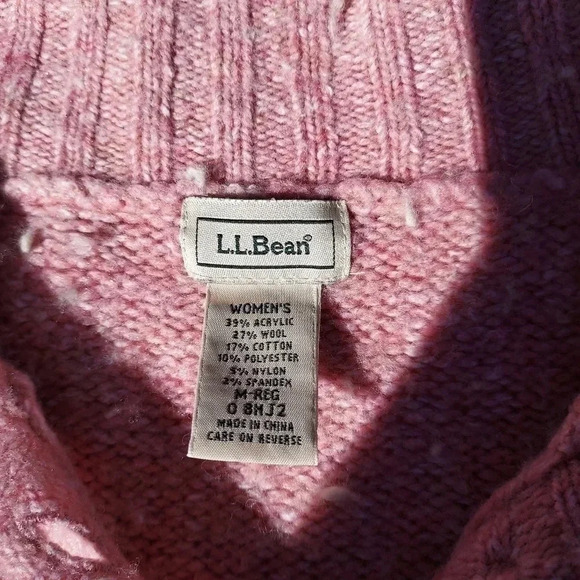 L.L.Bean®
WOMEN'S
39% ACRYLIC
27% WOOL
17% COTTON
10% POLYESTER
5% NYLON
2% SPANDEX
M-REG
0 8HJ2
MADE IN CHINA
CARE ON REVERSE